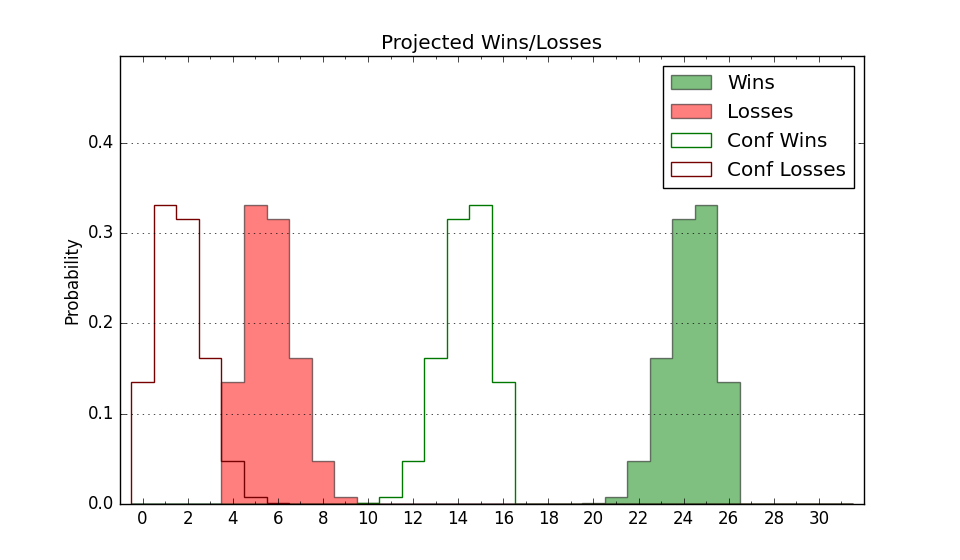 Projected Wins/Losses
Wins
Losses
Conf Wins
Conf Losses
Probability
0.4
0.3
0.2
0.1
0.0
0 2 4 6 8 10 12 14 16 18 20 22 24 26 28 30